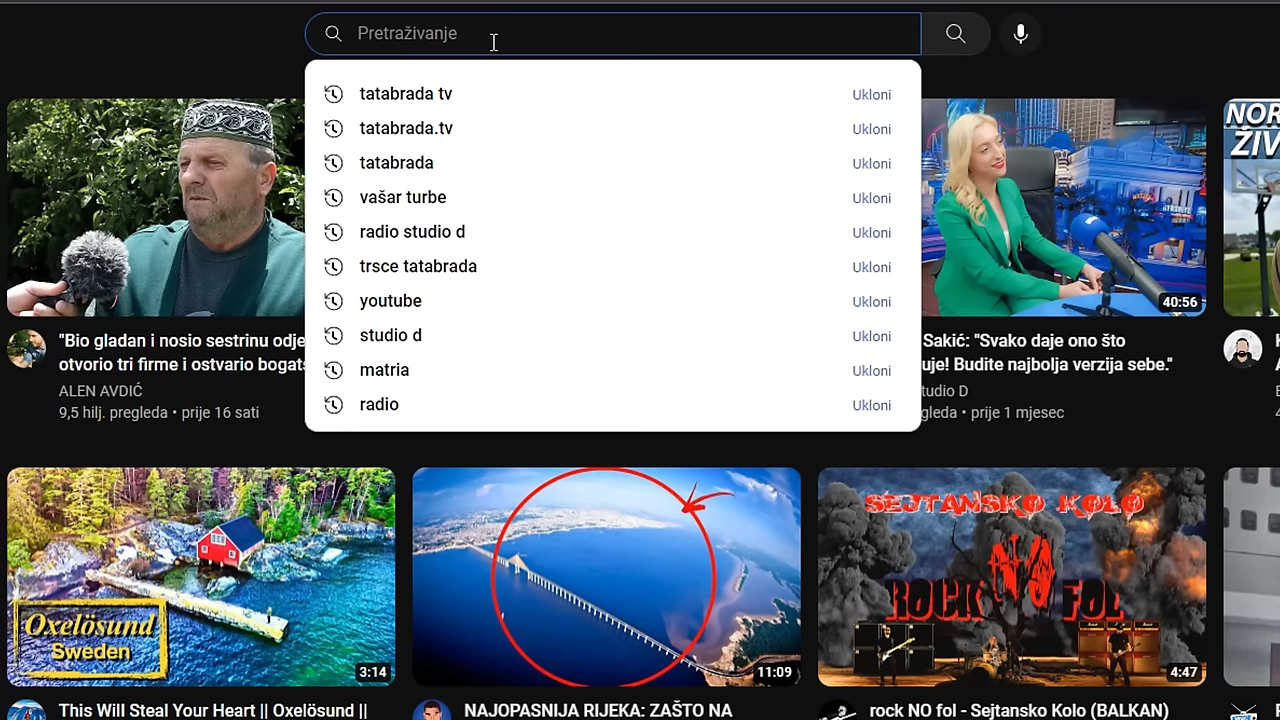 Pretraživanje
tatabrada tv Ukloni
tatabrada.tv Ukloni
tatabrada Ukloni
vašar turbe Ukloni
radio studio d Ukloni
trsce tatabrada Ukloni
youtube Ukloni
studio d Ukloni
matria Ukloni
radio Ukloni
"Bio gladan i nosio sestrinu odje
otvorio tri firme i ostvario bogats
ALEN AVDIĆ
9,5 hilj. pregleda • prije 16 sati
40:56
Sakić: "Svako daje ono što
uje! Budite najbolja verzija sebe."
tudio D
gleda • prije 1 mjesec
NOR
ŽIV
Oxelösund
Sweden
3:14
This Will Steal Your Heart || Oxelösund ||
11:09
NAJOPASNIJA RIJEKA: ZAŠTO NA
SEJTANSKO KOLO
ROCK NO FOL
4:47
rock NO fol - Sejtansko Kolo (BALKAN)